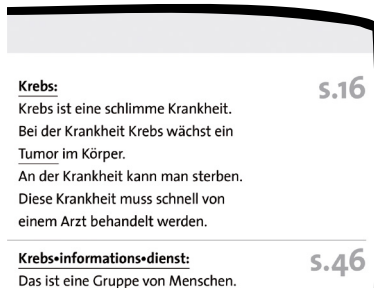 Krebs: s.16
Krebs ist eine schlimme Krankheit.
Bei der Krankheit Krebs wächst ein
Tumor im Körper.
An der Krankheit kann man sterben.
Diese Krankheit muss schnell von
einem Arzt behandelt werden.
Krebs•informations•dienst: s.46
Das ist eine Gruppe von Menschen.